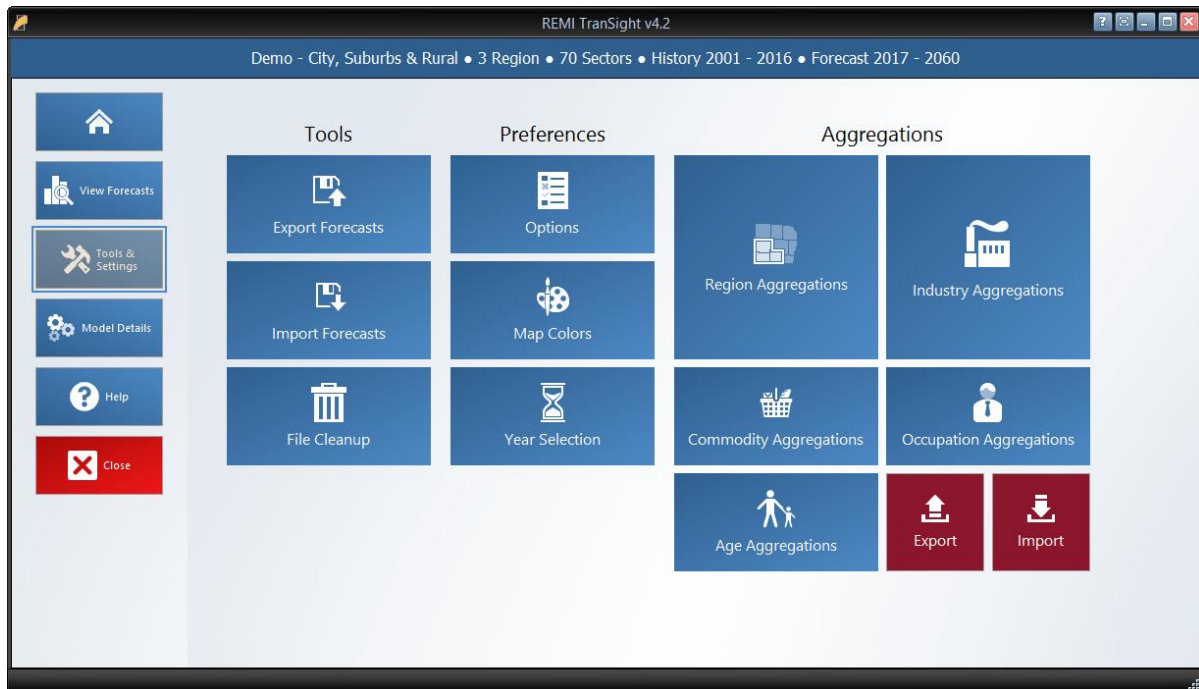 REMI TranSight v4.2
Demo - City, Suburbs & Rural ● 3 Region ● 70 Sectors ● History 2001 - 2016 ● Forecast 2017 - 2060
View Forecasts
Tools &
Settings
Model Details
Help
Close
Tools
Export Forecasts
Import Forecasts
File Cleanup
Preferences
Options
Map Colors
Year Selection
Aggregations
Region Aggregations
Industry Aggregations
Commodity Aggregations
Occupation Aggregations
Age Aggregations
Export
Import